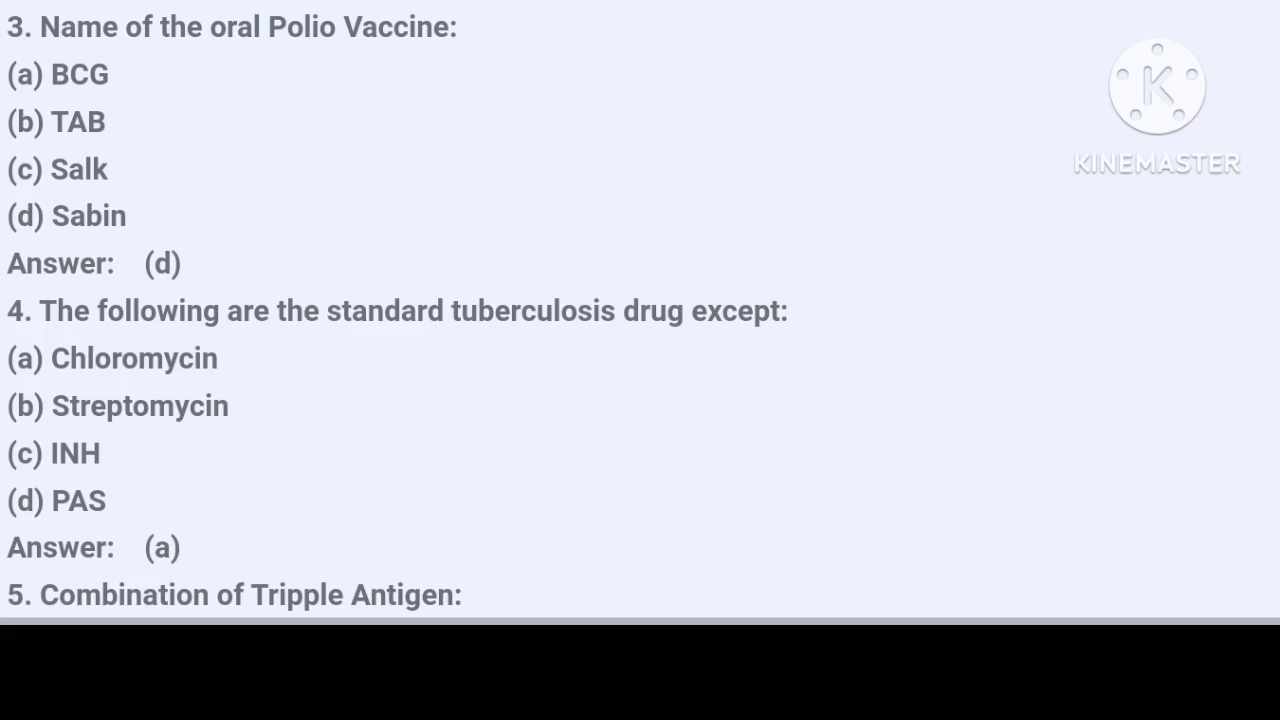 3. Name of the oral Polio Vaccine:
(a) BCG
(b) TAB
(c) Salk
(d) Sabin
Answer: (d)
4. The following are the standard tuberculosis drug except:
(a) Chloromycin
(b) Streptomycin
(c) INH
(d) PAS
Answer: (a)
5. Combination of Tripple Antigen:
K
KINEMASTER